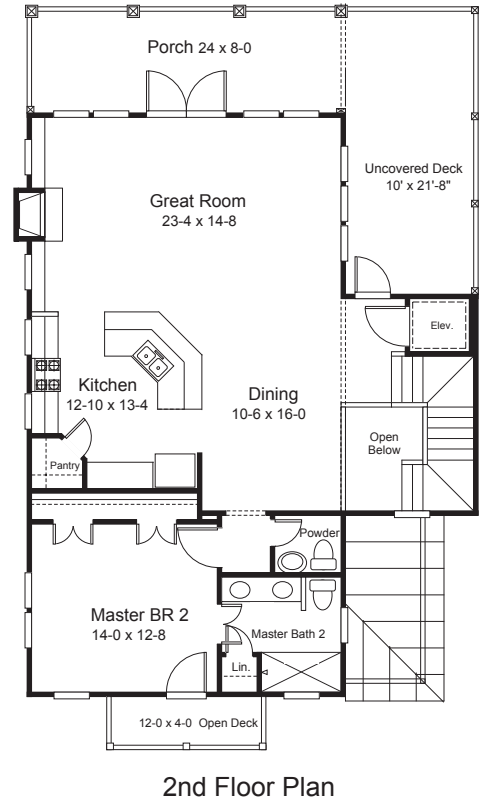 Porch 24 x 8-0
Uncovered Deck
10' x 21'-8"
Great Room
23-4 x 14-8
Elev.
Kitchen
12-10 x 13-4
Dining
10-6 x 16-0
Open
Below
Pantry
Powder
Master BR 2
14-0 x 12-8
Master Bath 2
Lin.
12-0 x 4-0 Open Deck
2nd Floor Plan